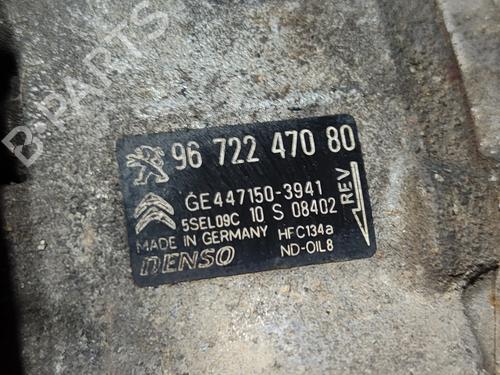 B-PARTS
96 722 470 80
GE447150-3941
5SEL09C 10 S 08402
REV
MADE IN GERMANY HFC134a
DENSO ND-OIL8